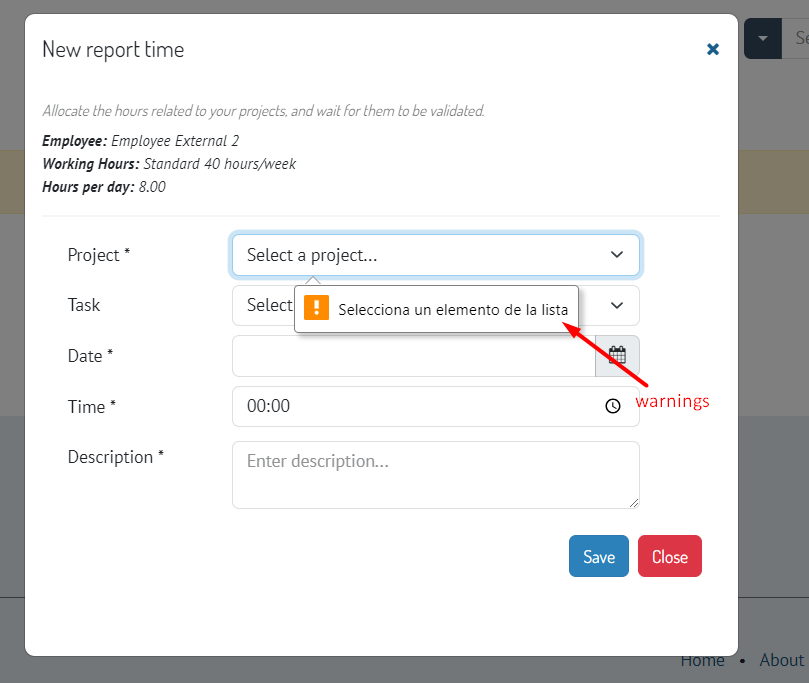 New report time
Se
Allocate the hours related to your projects, and wait for them to be validated.
Employee: Employee External 2
Working Hours: Standard 40 hours/week
Hours per day: 8.00
Project *
Select a project...
Task
Select
Selecciona un elemento de la lista
Date *
warnings
Time *
00:00
Description *
Enter description...
Save
Close
Home • About